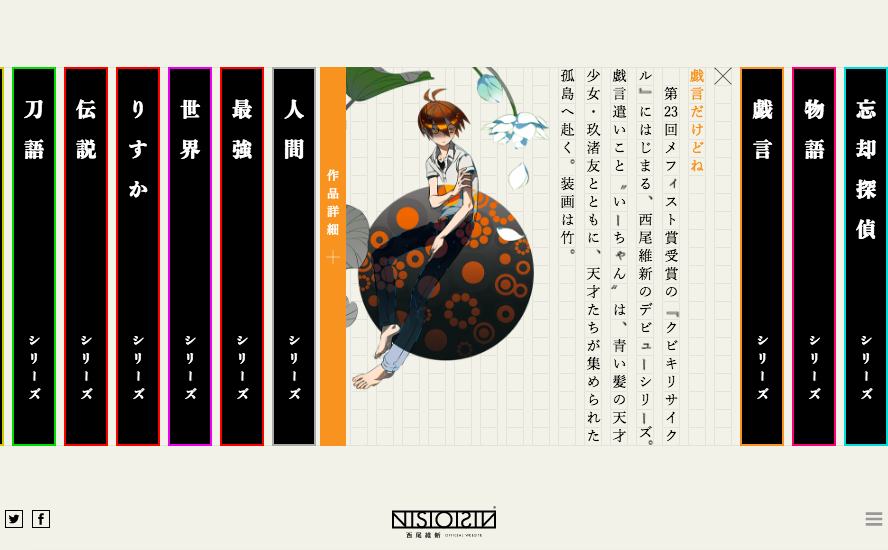 忘却探偵
シリーズ
物語
シリーズ
戯言
シリーズ
戯言だけどね
第23回メフィスト賞受賞の『クビキリサイク
ル』にはじまる、西尾維新のデビューシリーズ。
戯言遣いこと〝いーちゃん〟は、青い髪の天才
少女・玖渚友とともに、天才たちが集められた
孤島へ赴く。装画は竹。
作品詳細
人間
シリーズ
最強
シリーズ
世界
シリーズ
りすか
シリーズ
伝説
シリーズ
刀語
シリーズ
NISIOISIN
西尾維新 OFFICIAL WEBSITE